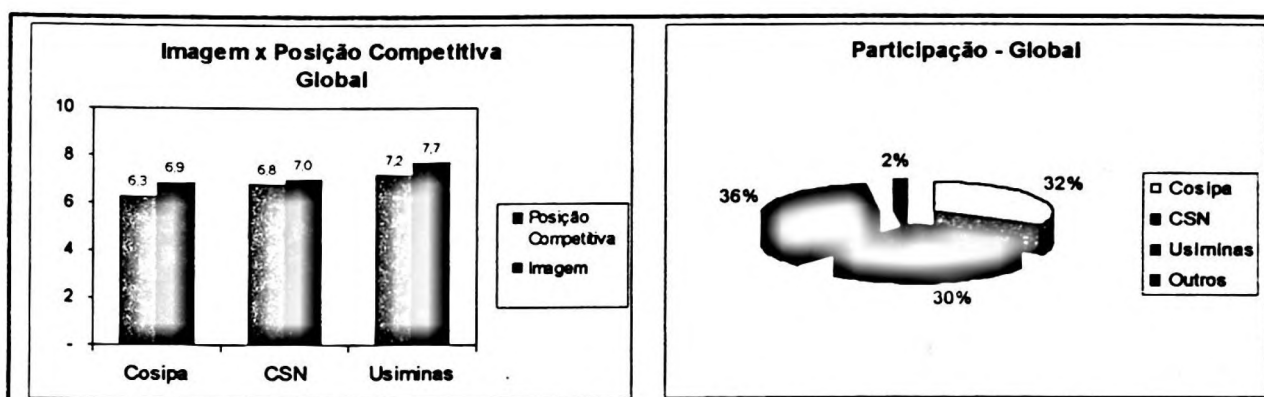 Imagem x Posição Competitiva
Global
10
8
6
4
2
-
6,3
6,9
6,8
7,0
7,2
7,7
Cosipa
CSN
Usiminas
Posição
Competitiva
Imagem
Participação - Global
36%
2%
32%
30%
Cosipa
CSN
Usiminas
Outros